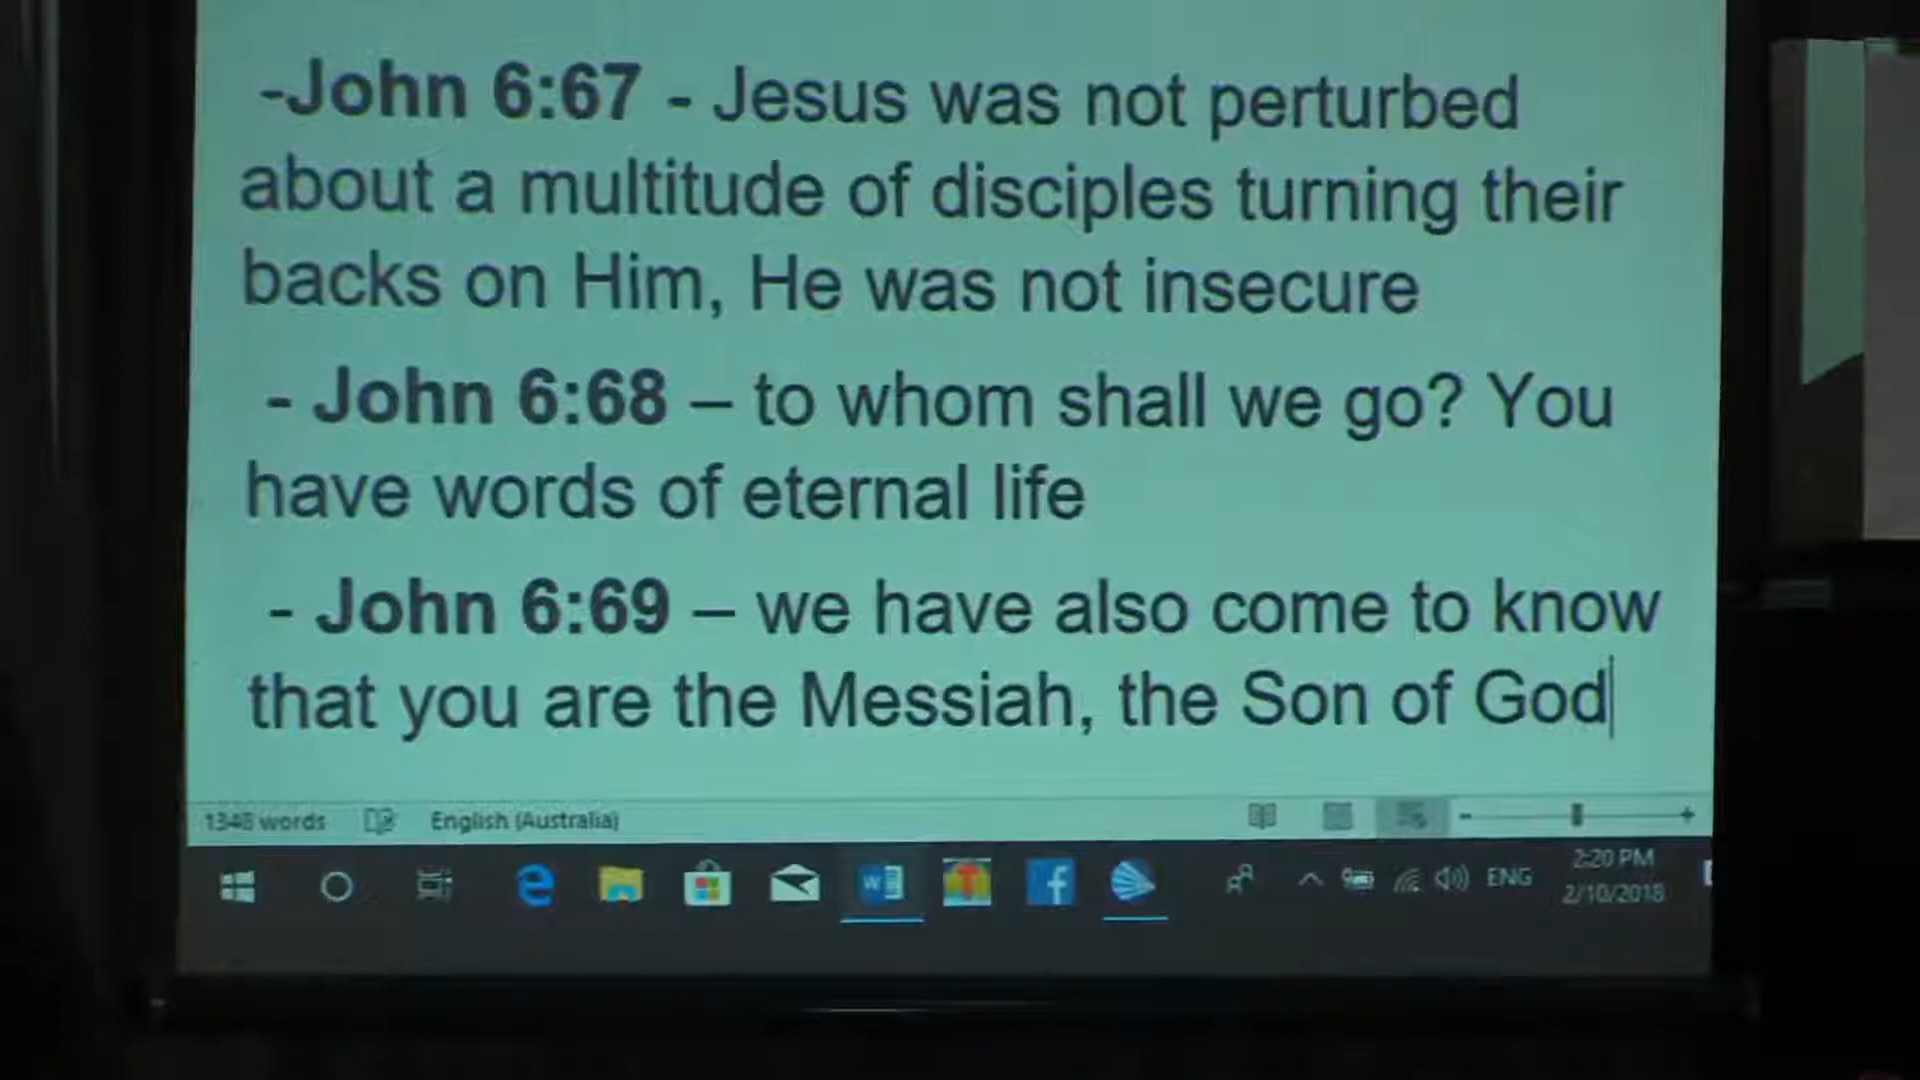 -John 6:67 - Jesus was not perturbed
about a multitude of disciples turning their
backs on Him, He was not insecure
- John 6:68 – to whom shall we go? You
have words of eternal life
- John 6:69 – we have also come to know
that you are the Messiah, the Son of God
1348 words English (Australia)
ENG 2:20 PM
2/10/2018